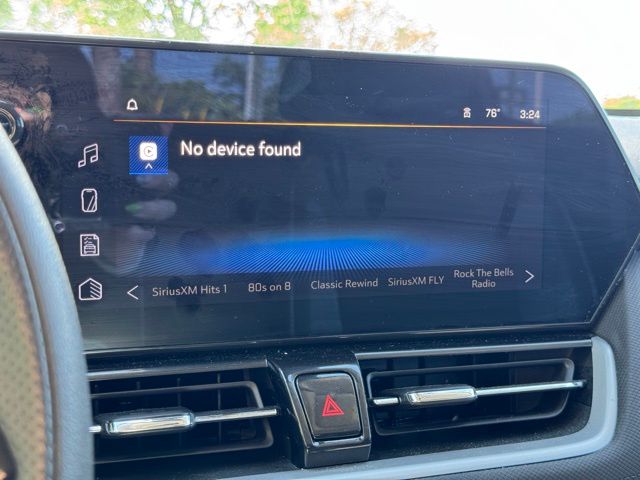 76° 3:24
No device found
SiriusXM Hits 1 80s on 8 Classic Rewind SiriusXM FLY Rock The Bells
Radio